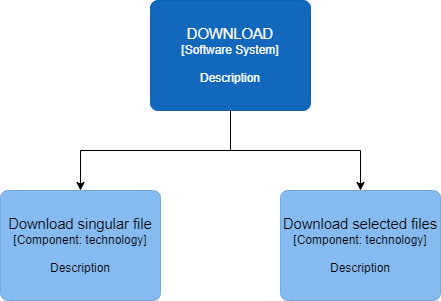 DOWNLOAD
[Software System]
Description
Download singular file
[Component: technology]
Description
Download selected files
[Component: technology]
Description